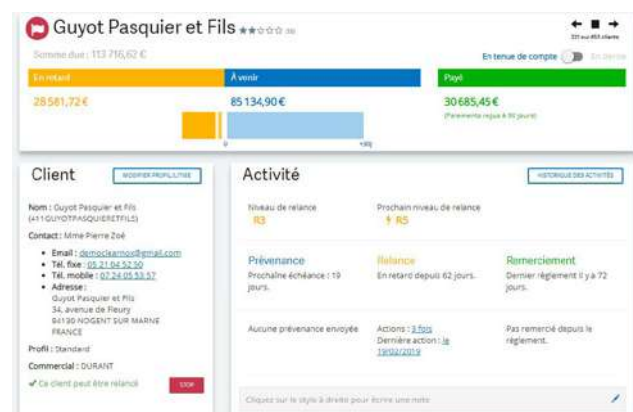 Guyot Pasquier et Fils
Somme due : 113 716,62 €
En tenue de compte
En retard
À venir
Payé
28 581,72 €
85 134,90 €
30 685,45 €
(Paiements reçus à 90 jours)
0
+90j
Client
MODIFIER PROFIL/LITIGE
Activité
HISTORIQUE DES ACTIVITÉS
Nom : Guyot Pasquier et Fils
(411GUYOTPASQUIERETFILS)
Contact : Mme Pierre Zoé
Email : democlearnox@gmail.com
Tél. fixe : 05 21 04 52 50
Tél. mobile : 07 24 05 53 57
Adresse :
Guyot Pasquier et Fils
34, avenue de Fleury
94130 NOGENT SUR MARNE
FRANCE
Profil : Standard
Commercial : DURANT
Ce client peut être relancé
STOP
Niveau de relance
R3
Prochain niveau de relance
R5
Prévenance
Prochaine échéance : 19
jours.
Relance
En retard depuis 62 jours.
Remerciement
Dernier règlement il y a 72
jours.
Aucune prévenance envoyée
Actions : 3 fois
Dernière action : le
19/02/2019
Pas remercié depuis le
règlement.
Cliquez sur le stylo à droite pour écrire une note